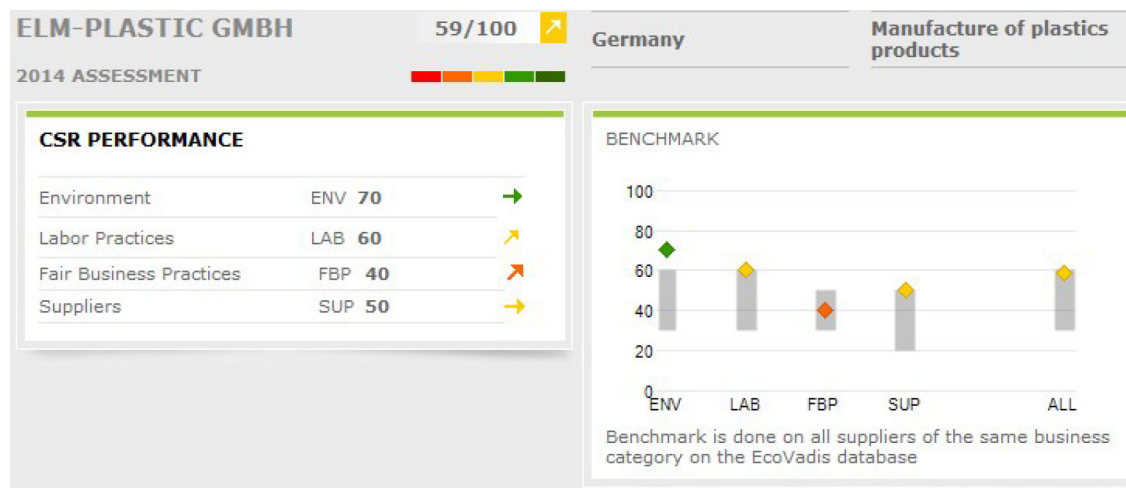 ELM-PLASTIC GMBH
59/100
Germany
Manufacture of plastics
products
2014 ASSESSMENT
CSR PERFORMANCE
Environment ENV 70
Labor Practices LAB 60
Fair Business Practices FBP 40
Suppliers SUP 50
BENCHMARK
100
80
60
40
20
0
ENV LAB FBP SUP ALL
Benchmark is done on all suppliers of the same business
category on the EcoVadis database